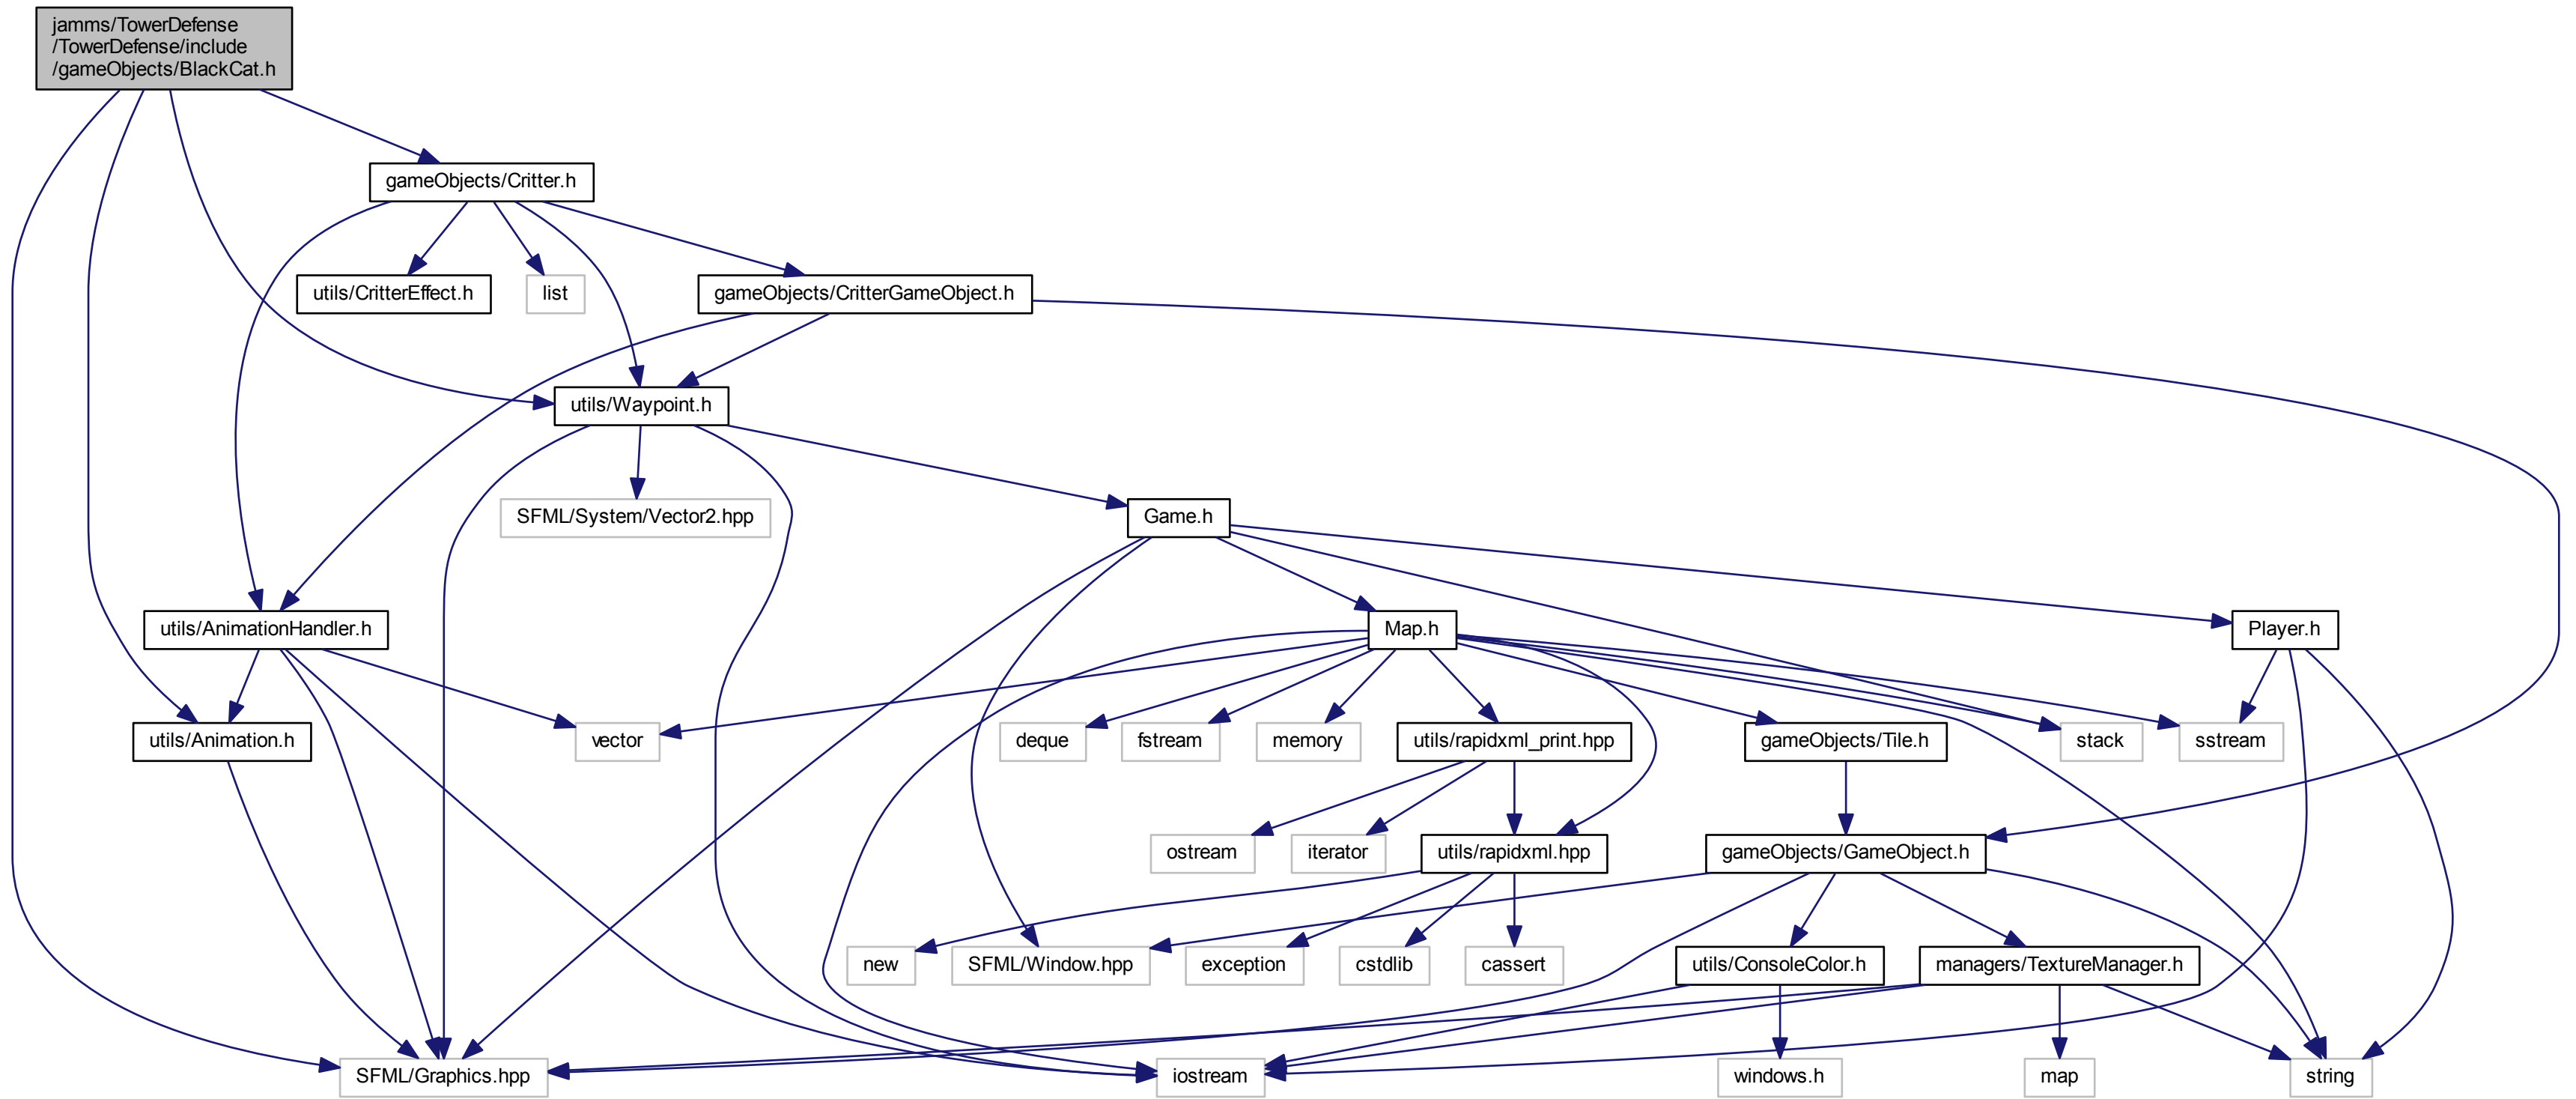 jamms/TowerDefense
/TowerDefense/include
/gameObjects/BlackCat.h
gameObjects/Critter.h
utils/CritterEffect.h
list
gameObjects/CritterGameObject.h
utils/Waypoint.h
SFML/System/Vector2.hpp
Game.h
utils/AnimationHandler.h
Map.h
Player.h
utils/Animation.h
vector
deque
fstream
memory
utils/rapidxml_print.hpp
gameObjects/Tile.h
stack
sstream
ostream
iterator
utils/rapidxml.hpp
gameObjects/GameObject.h
new
SFML/Window.hpp
exception
cstdlib
cassert
utils/ConsoleColor.h
managers/TextureManager.h
SFML/Graphics.hpp
iostream
windows.h
map
string